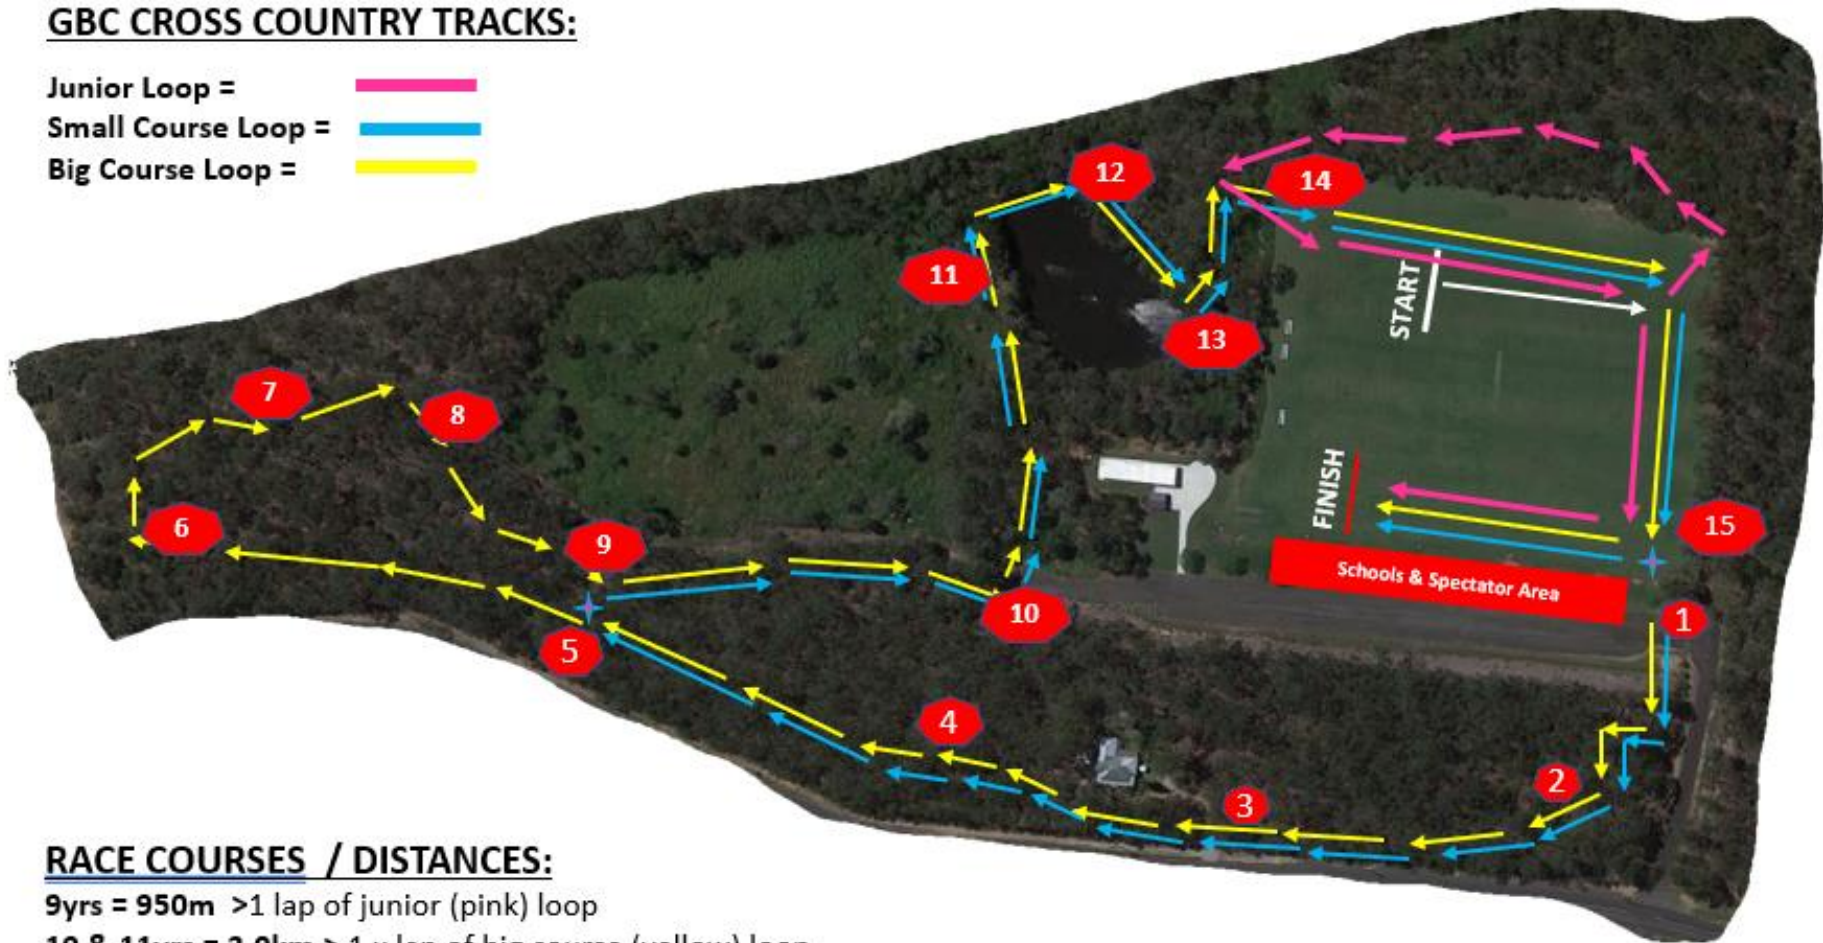 GBC CROSS COUNTRY TRACKS:
Junior Loop =
Small Course Loop =
Big Course Loop =
12
14
11
START
13
7
8
FINISH
15
6
9
Schools & Spectator Area
10
1
5
4
2
3
RACE COURSES / DISTANCES:
9yrs = 950m >1 lap of junior (pink) loop